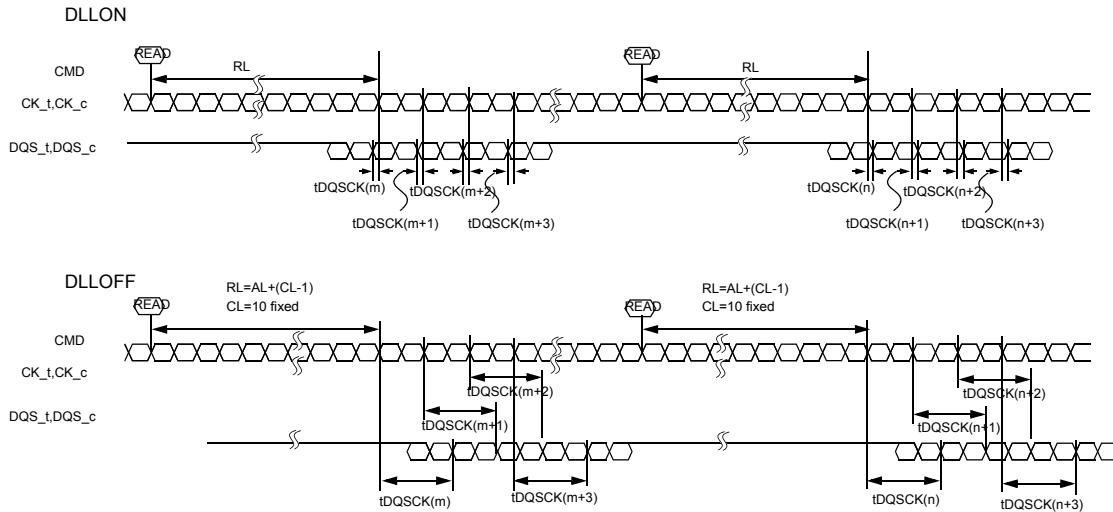 DLLON
READ
READ
CMD
RL
RL
CK_t,CK_c
DQS_t,DQS_c
tDQSCK(m)
tDQSCK(m+2)
tDQSCK(n)
tDQSCK(n+2)
tDQSCK(m+1)
tDQSCK(m+3)
tDQSCK(n+1)
tDQSCK(n+3)
DLLOFF
RL=AL+(CL-1)
CL=10 fixed
RL=AL+(CL-1)
CL=10 fixed
READ
READ
CMD
CK_t,CK_c
tDQSCK(m+2)
tDQSCK(n+2)
DQS_t,DQS_c
tDQSCK(m+1)
tDQSCK(n+1)
tDQSCK(m)
tDQSCK(m+3)
tDQSCK(n)
tDQSCK(n+3)